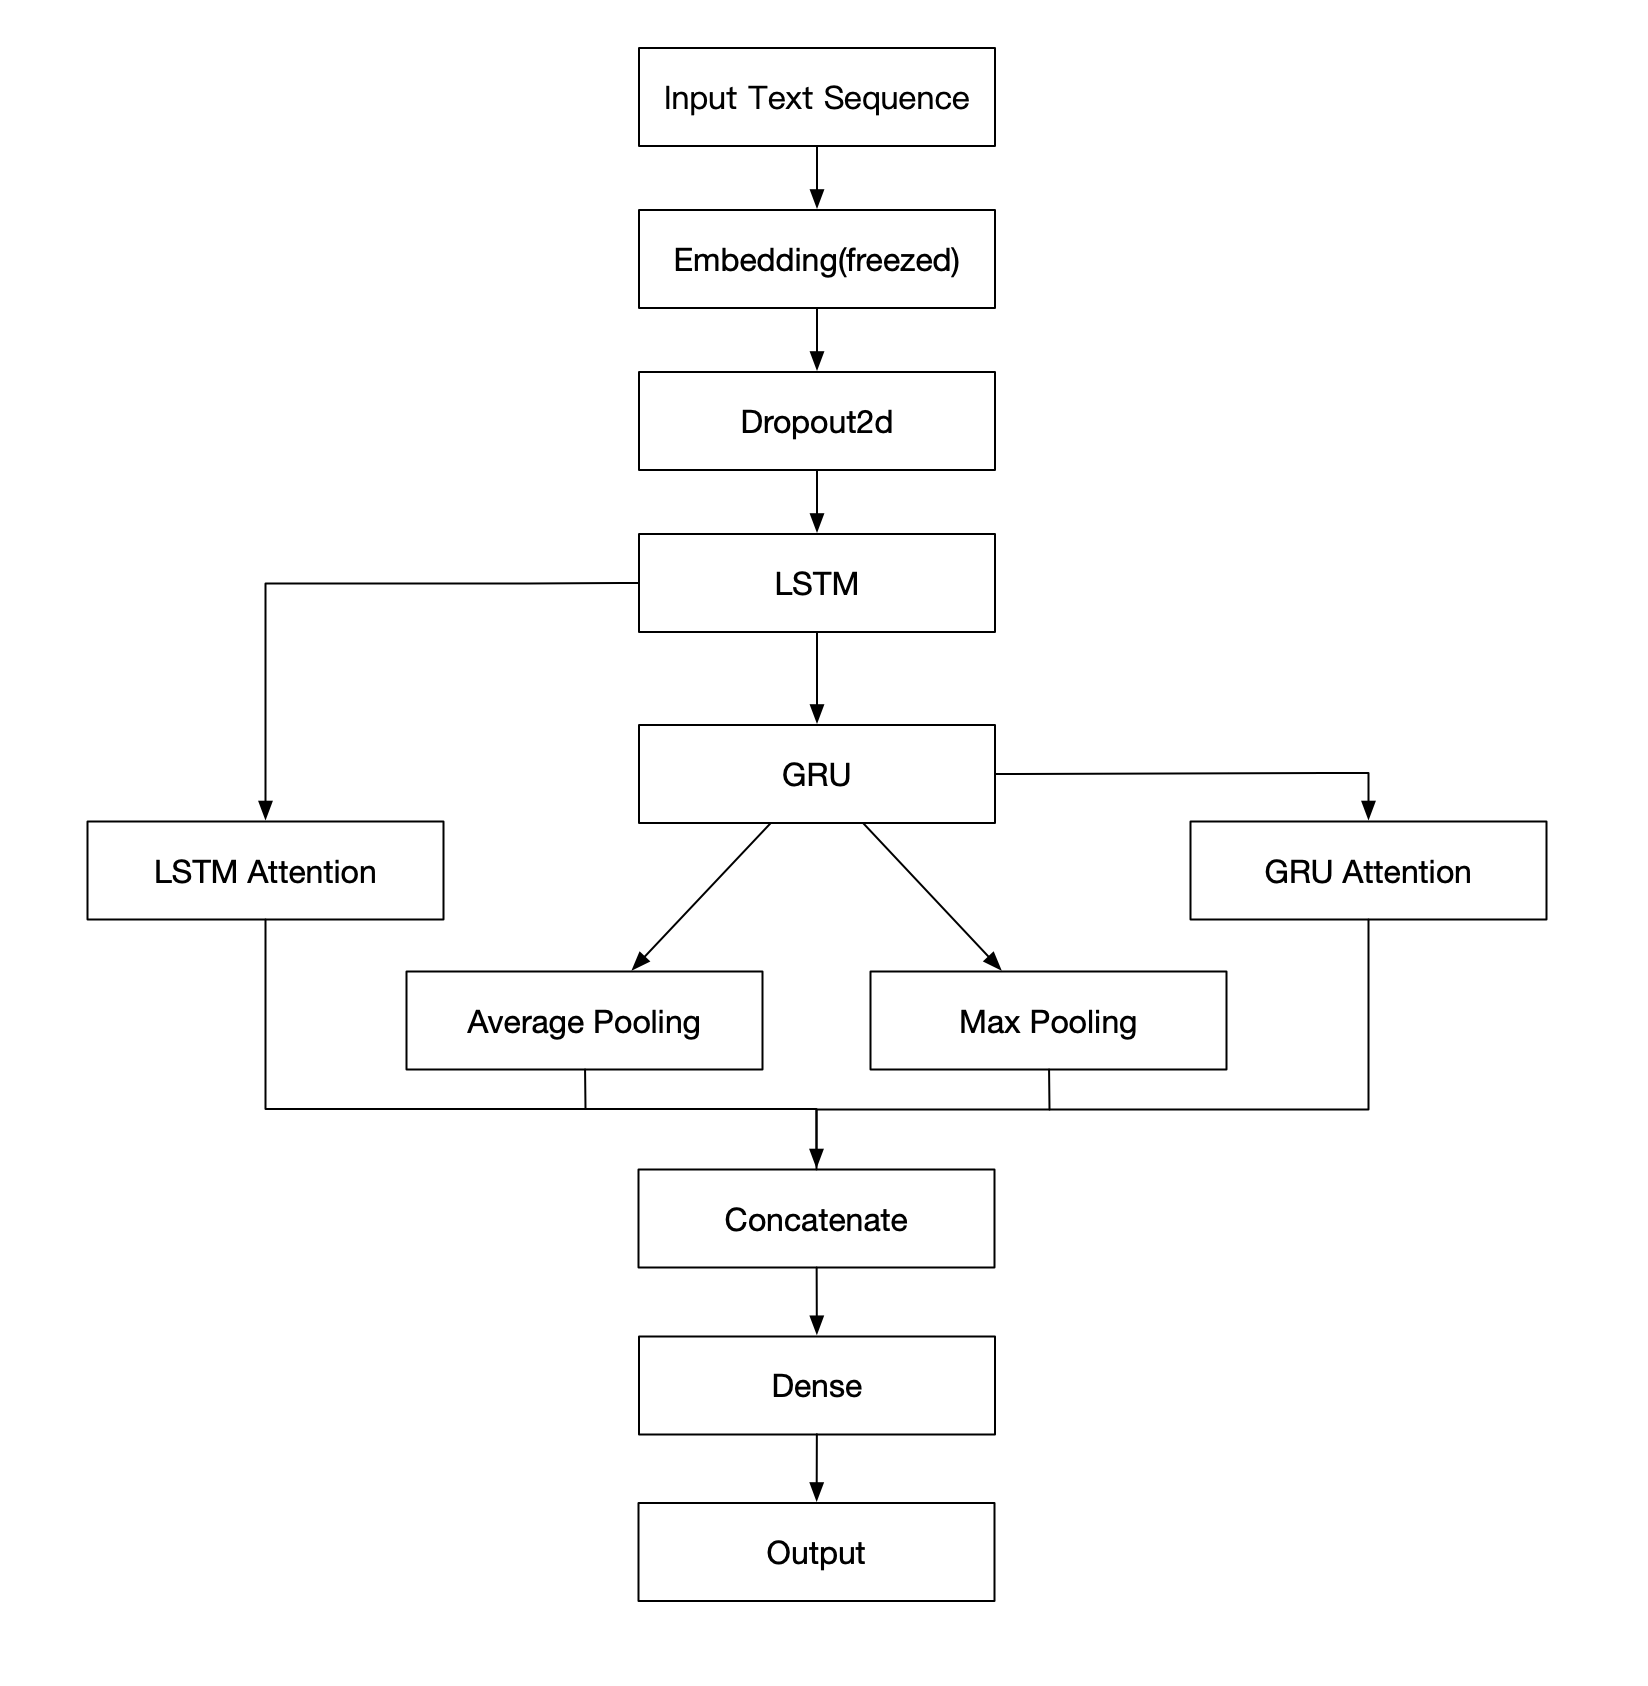 Input Text Sequence
Embedding(freezed)
Dropout2d
LSTM
GRU
LSTM Attention
GRU Attention
Average Pooling
Max Pooling
Concatenate
Dense
Output